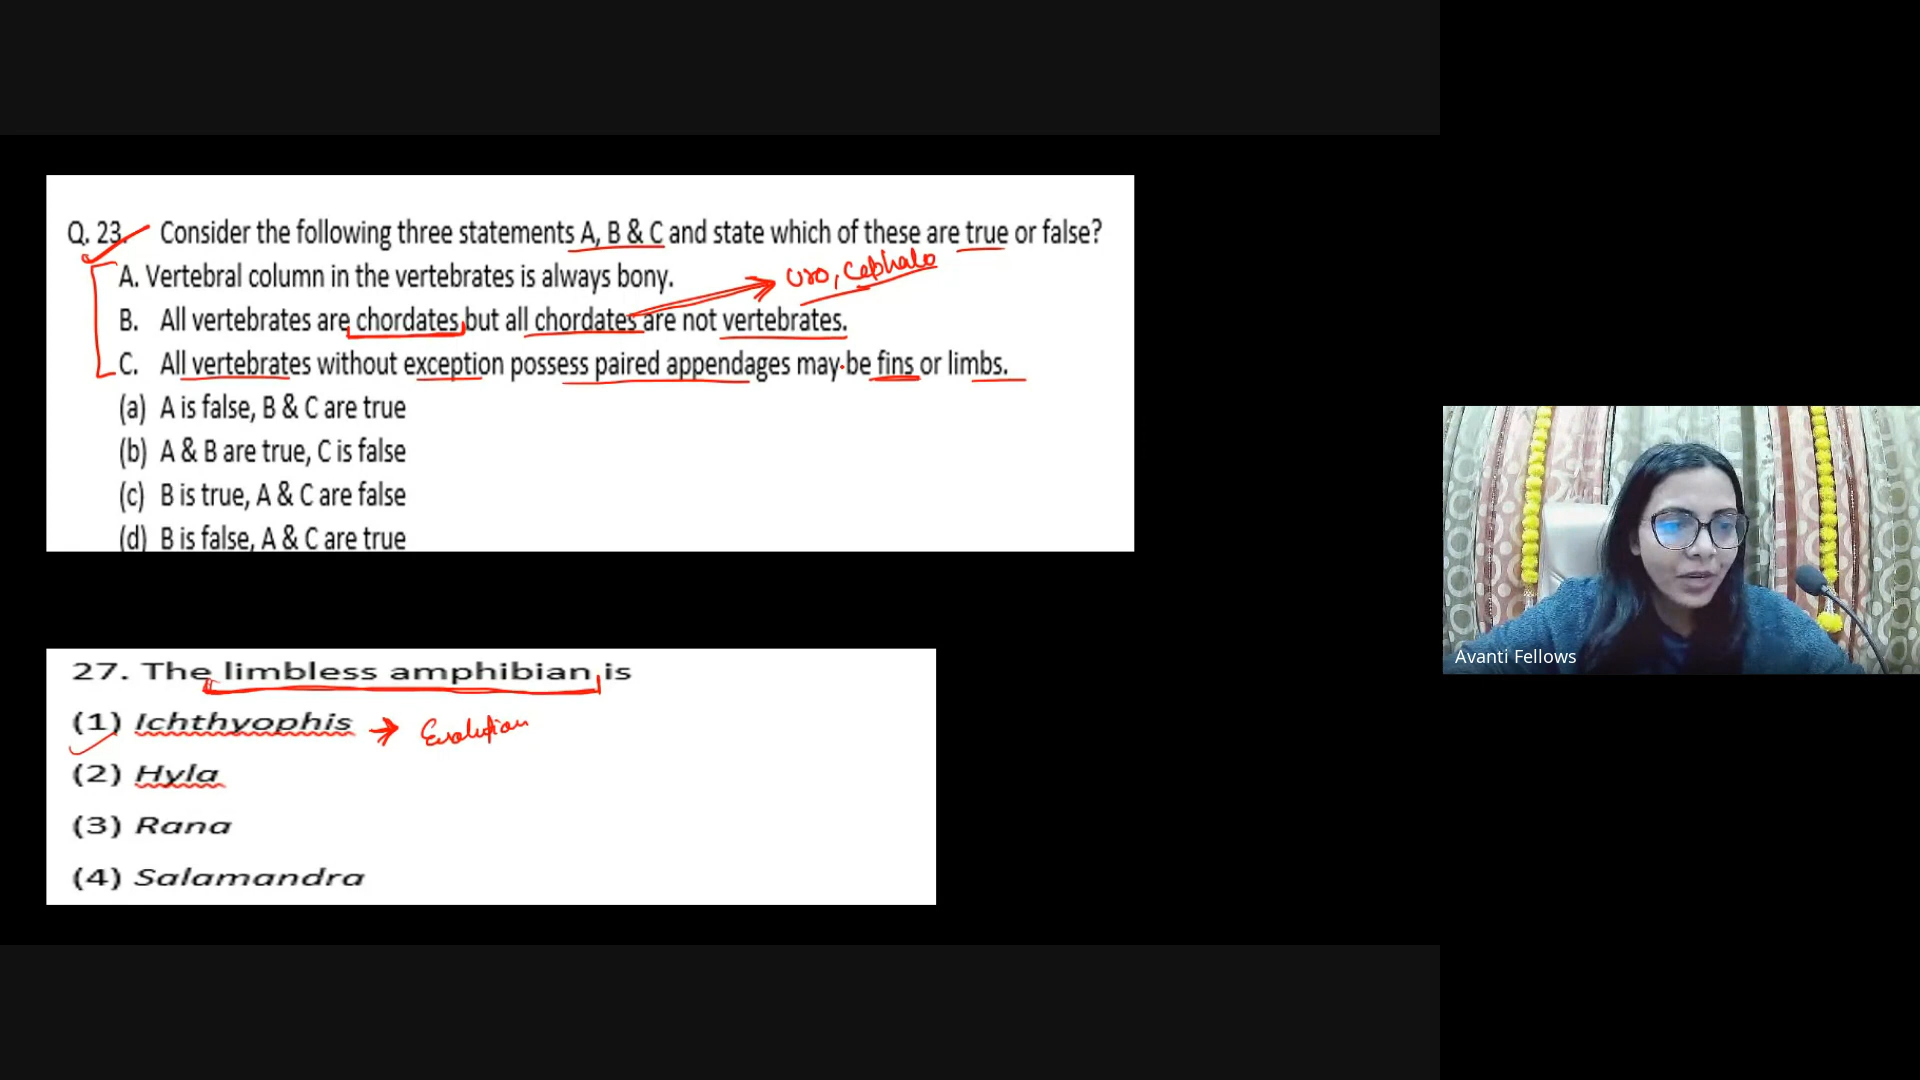 Q. 23. Consider the following three statements A, B & C and state which of these are true or false?
A. Vertebral column in the vertebrates is always bony.
Uro, Cephalo
B. All vertebrates are chordates but all chordates are not vertebrates.
C. All vertebrates without exception possess paired appendages may be fins or limbs.
(a) A is false, B & C are true
(b) A & B are true, C is false
(c) B is true, A & C are false
(d) B is false, A & C are true
Avanti Fellows
27. The limbless amphibian is
(1) Ichthyophis → Evolution
(2) Hyla
(3) Rana
(4) Salamandra